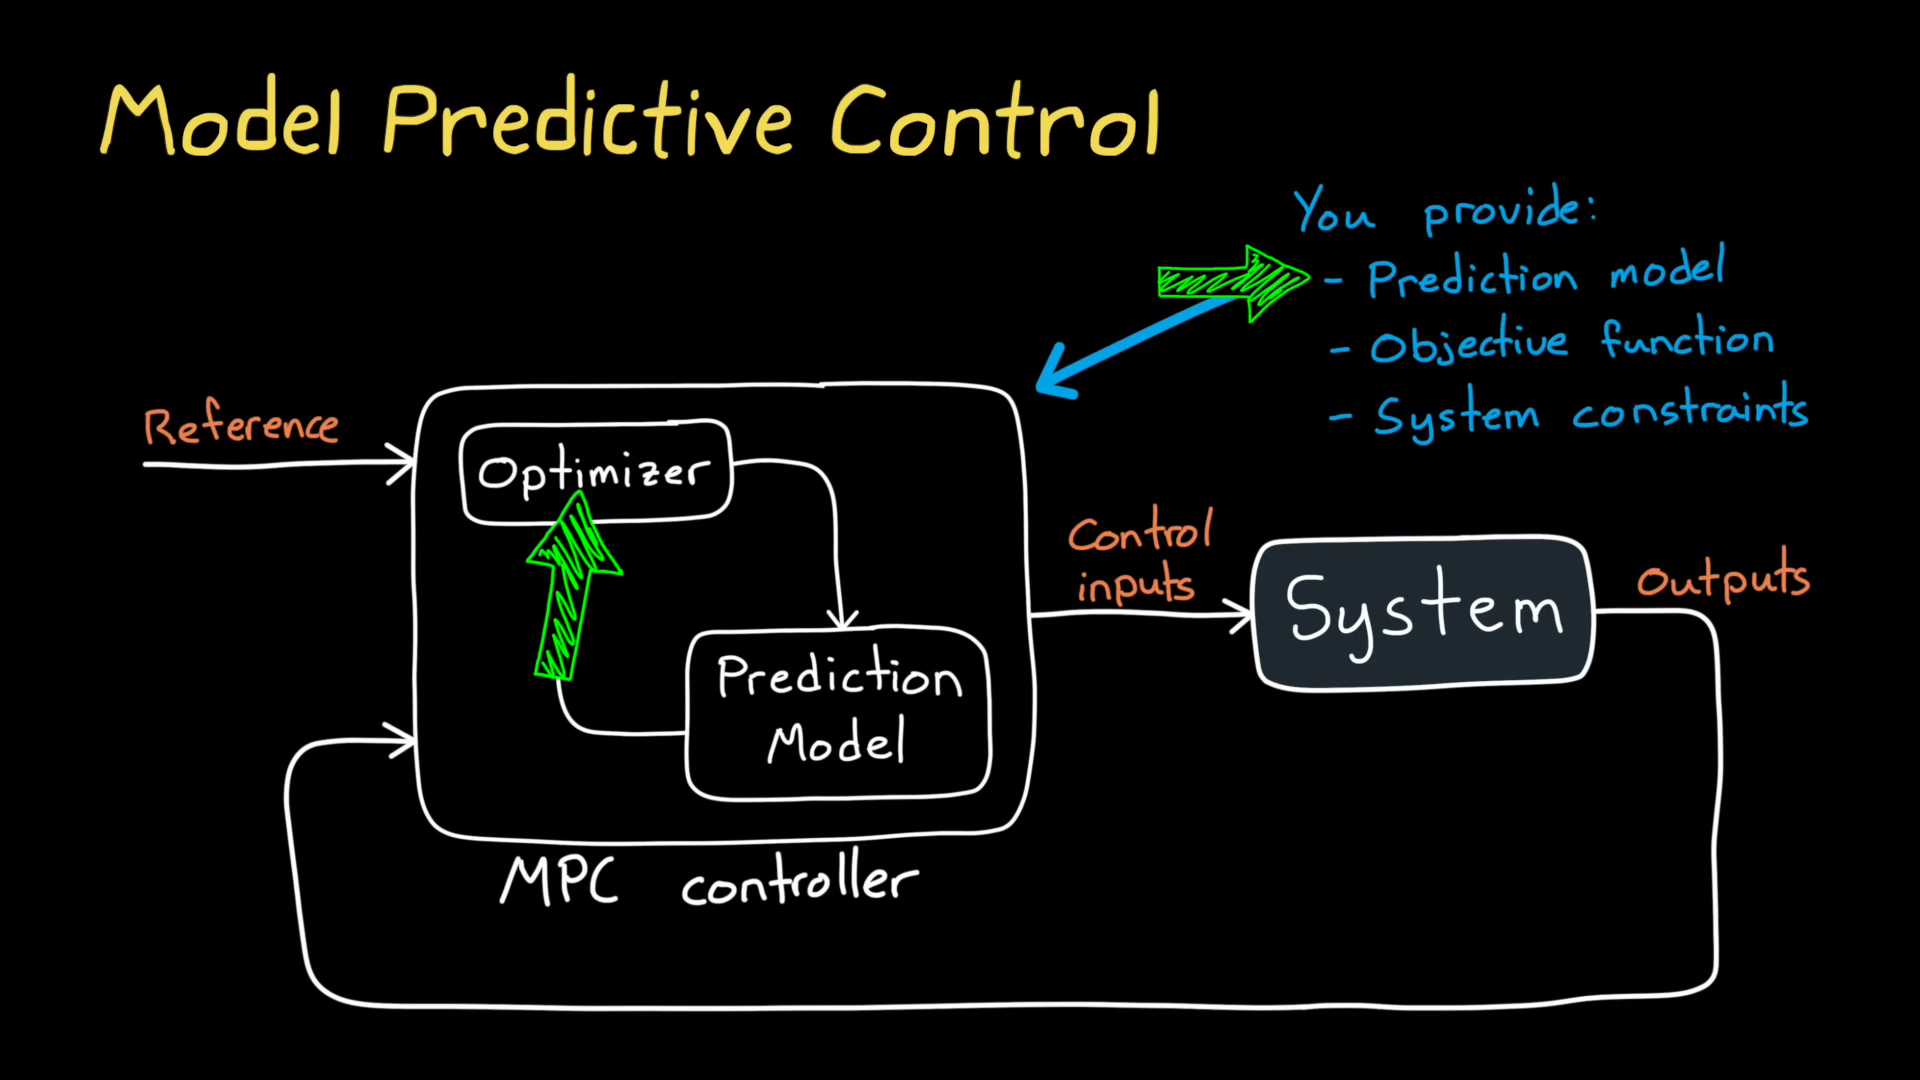 Model Predictive Control
You provide:
- Prediction model
- Objective function
- System constraints
Reference
Optimizer
Prediction
Model
MPC controller
Control
inputs
System
Outputs